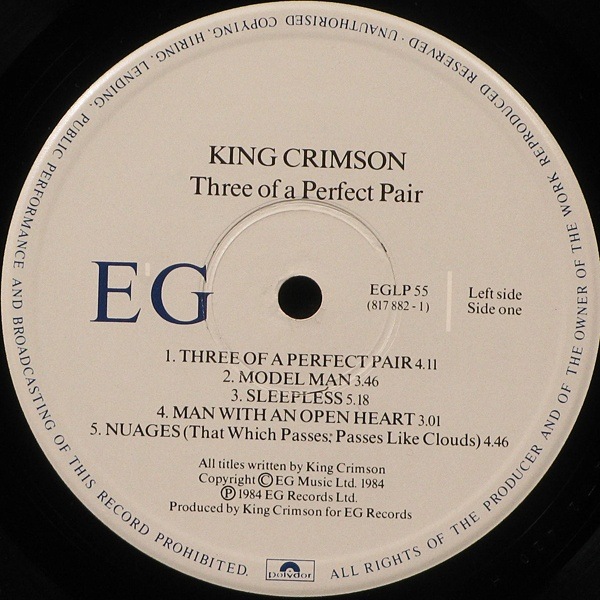 KING CRIMSON
Three of a Perfect Pair
EG
EGLP 55
(817 882-1)
Left side
Side one
1. THREE OF A PERFECT PAIR 4.11
2. MODEL MAN 3.46
3. SLEEPLESS 5.18
4. MAN WITH AN OPEN HEART 3.01
5. NUAGES (That Which Passes; Passes Like Clouds) 4.46
All titles written by King Crimson
Copyright Ⓒ EG Music Ltd. 1984
Ⓟ 1984 EG Records Ltd.
Produced by King Crimson for EG Records
ALL RIGHTS OF THE PRODUCER AND OF THE OWNER OF THE WORK REPRODUCED RESERVED · UNAUTHORISED COPYING, HIRING, LENDING, PUBLIC PERFORMANCE AND BROADCASTING OF THIS RECORD PROHIBITED.
polydor